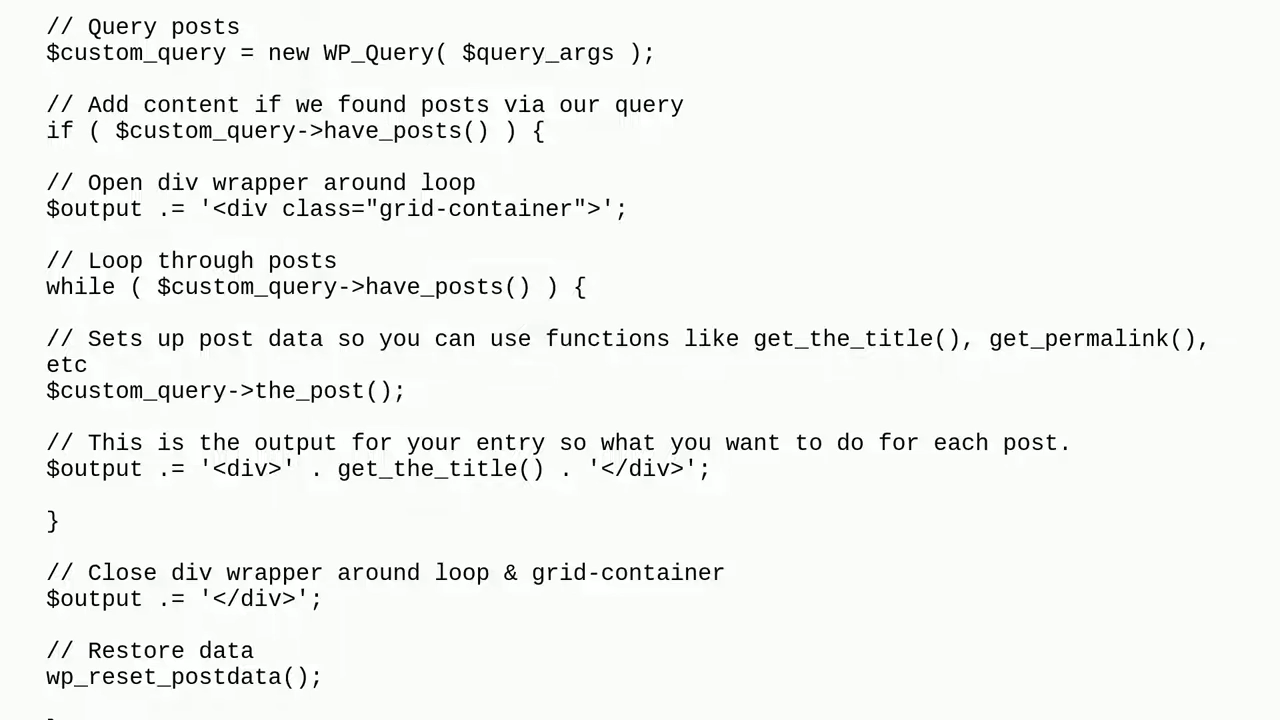 // Query posts
$custom_query = new WP_Query( $query_args );
// Add content if we found posts via our query
if ( $custom_query->have_posts() ) {
// Open div wrapper around loop
$output .= '<div class="grid-container">';
// Loop through posts
while ( $custom_query->have_posts() ) {
// Sets up post data so you can use functions like get_the_title(), get_permalink(),
etc
$custom_query->the_post();
// This is the output for your entry so what you want to do for each post.
$output .= '<div>' . get_the_title() . '</div>';
}
// Close div wrapper around loop & grid-container
$output .= '</div>';
// Restore data
wp_reset_postdata();